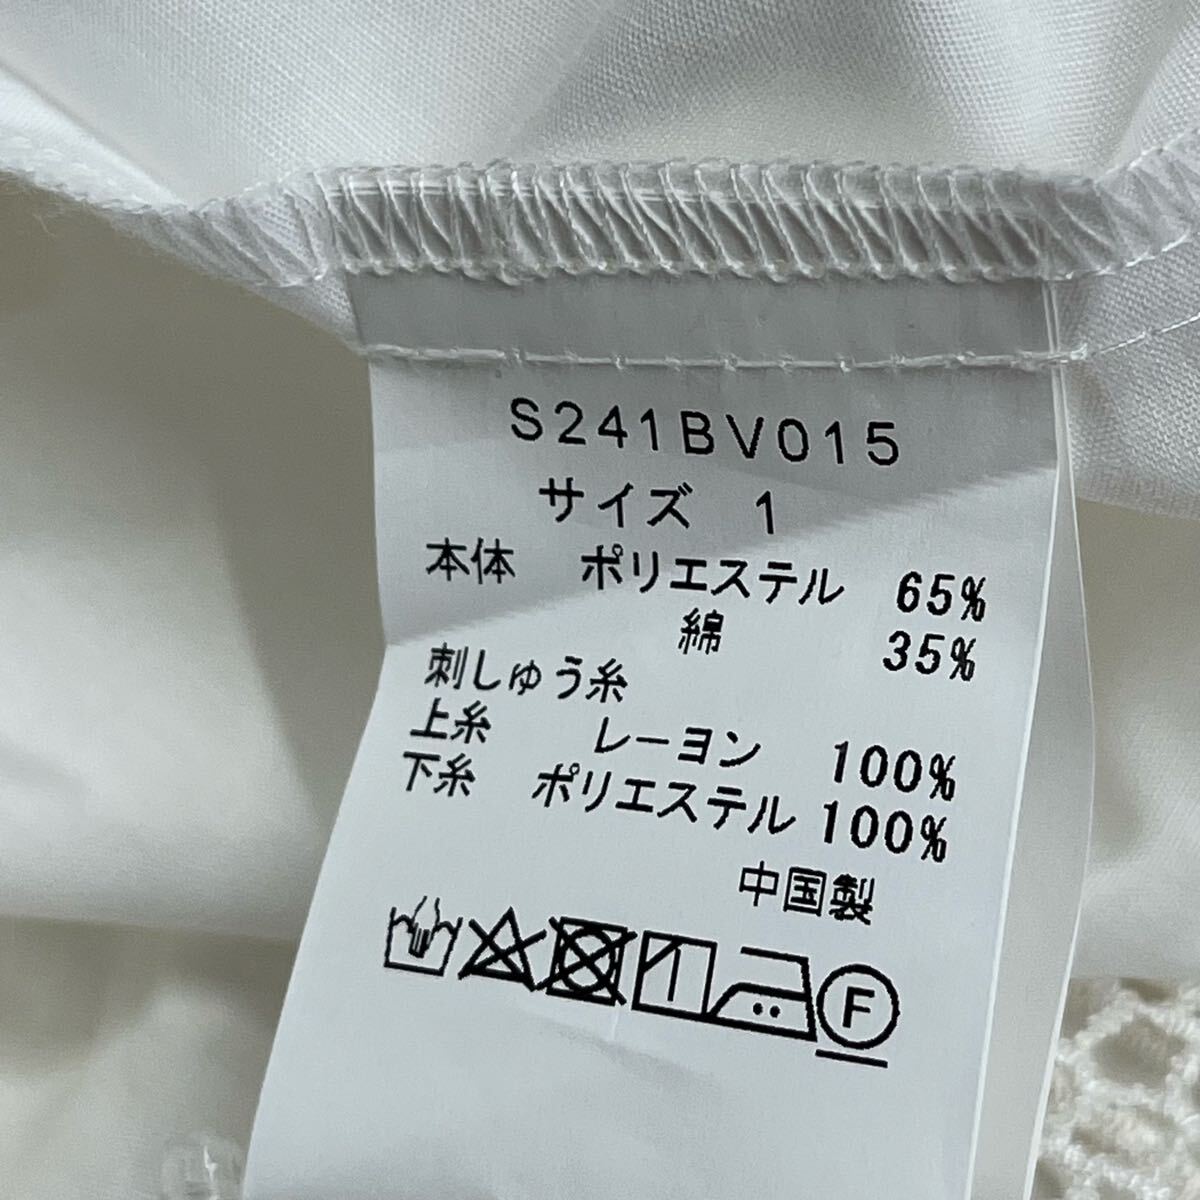 S241BV015
サイズ 1
本体 ポリエステル 65%
綿 35%
刺しゅう糸
上糸 レーヨン 100%
下糸 ポリエステル 100%
中国製
F